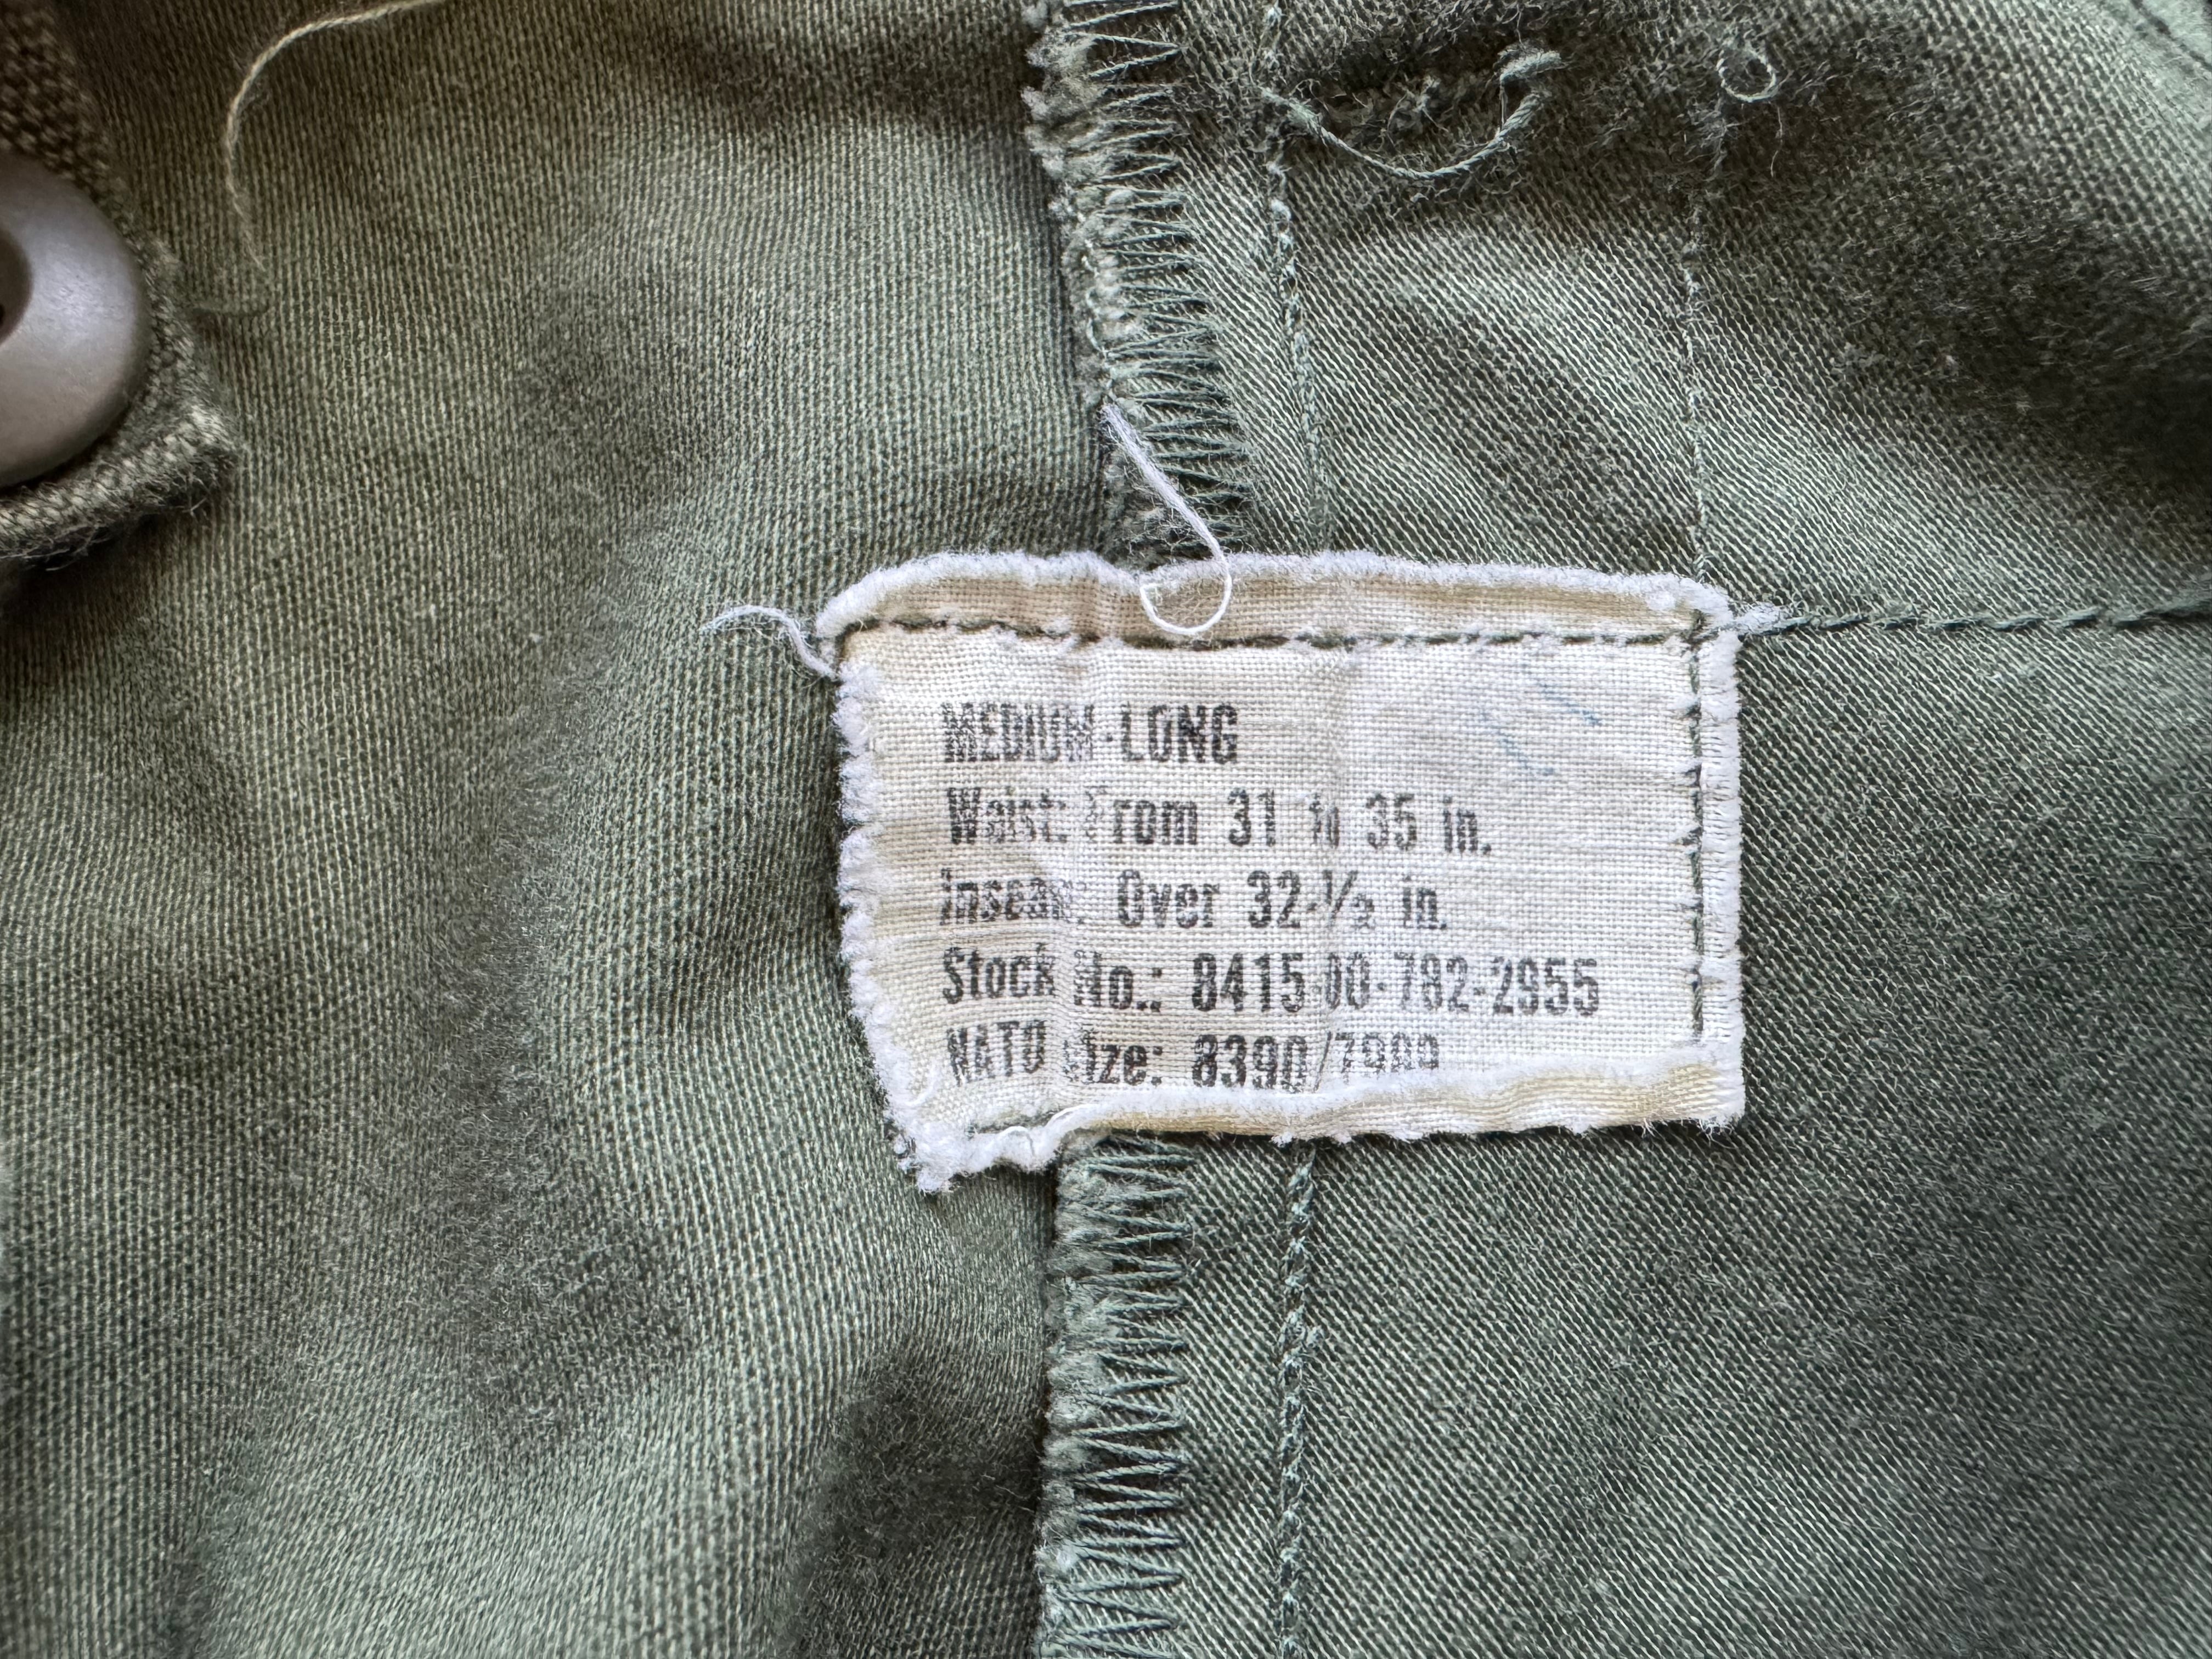 MEDIUM-LONG
Waist: From 31 to 35 in.
Inseam: Over 32-½ in.
Stock No.: 8415-00-782-2955
NATO size: 8390/7989